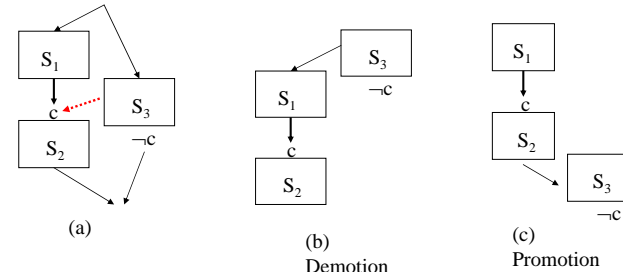 S₁
c
S₂
S₃
¬c
(a)
S₃
¬c
S₁
c
S₂
(b)
Demotion
S₁
c
S₂
S₃
¬c
(c)
Promotion